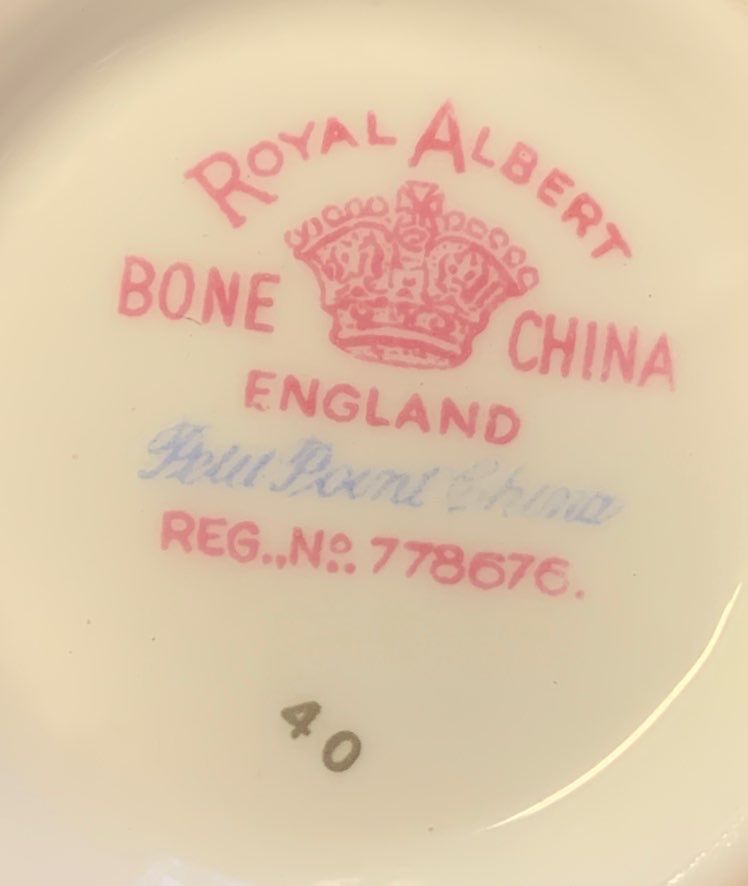 ROYAL ALBERT
BONE CHINA
ENGLAND
Petit Point China
REG., No: 778676.
40